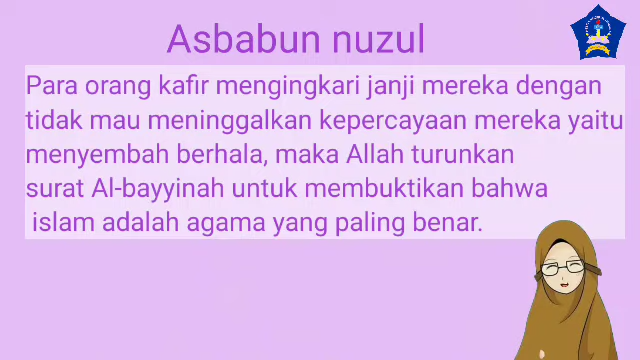 Asbabun nuzul
Para orang kafir mengingkari janji mereka dengan
tidak mau meninggalkan kepercayaan mereka yaitu
menyembah berhala, maka Allah turunkan
surat Al-bayyinah untuk membuktikan bahwa
islam adalah agama yang paling benar.